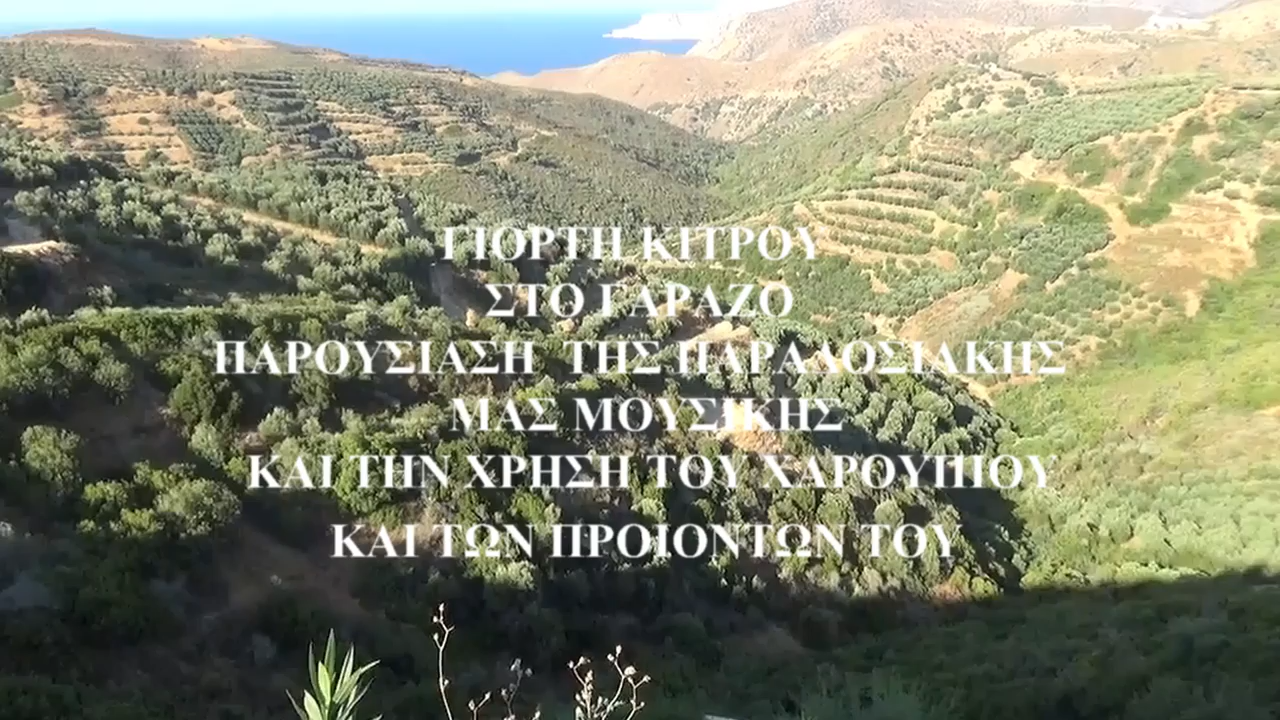 ΓΙΟΡΤΗ ΚΙΤΡΟΥ
ΣΤΟ ΓΑΡΑΖΟ
ΠΑΡΟΥΣΙΑΣΗ ΤΗΣ ΠΑΡΑΔΟΣΙΑΚΗΣ
ΜΑΣ ΜΟΥΣΙΚΗΣ
ΚΑΙ ΤΗΝ ΧΡΗΣΗ ΤΟΥ ΧΑΡΟΥΠΙΟΥ
ΚΑΙ ΤΩΝ ΠΡΟΙΟΝΤΩΝ ΤΟΥ